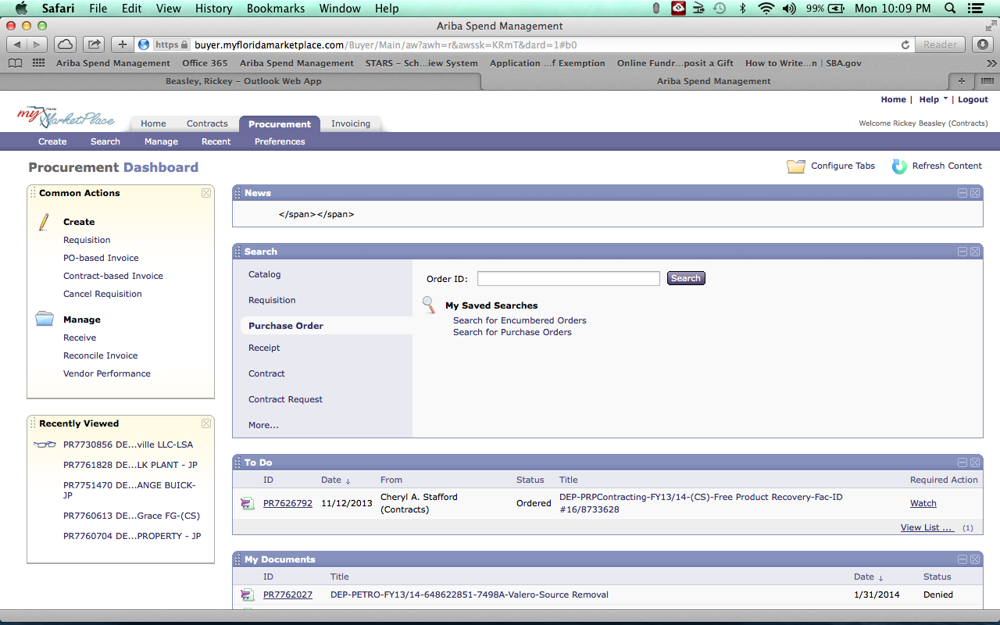 Safari File Edit View History Bookmarks Window Help 99% Mon 10:09 PM
Ariba Spend Management
https buyer.myfloridamarketplace.com/Buyer/Main/aw?awh=r&awssk=KRmT&dard=1#b0 Reader
Ariba Spend Management Office 365 Ariba Spend Management STARS – Sch...iew System Application ...f Exemption Online Fundr...posit a Gift How to Write...n | SBA.gov
Beasley, Rickey – Outlook Web App Ariba Spend Management
Home | Help | Logout
my Florida MarketPlace
Home Contracts Procurement Invoicing
Welcome Rickey Beasley (Contracts)
Create Search Manage Recent Preferences
Procurement Dashboard
Configure Tabs Refresh Content
Common Actions
Create
Requisition
PO-based Invoice
Contract-based Invoice
Cancel Requisition
Manage
Receive
Reconcile Invoice
Vendor Performance
Recently Viewed
PR7730856 DE...ville LLC-LSA
PR7761828 DE...LK PLANT - JP
PR7751470 DE...ANGE BUICK-
JP
PR7760613 DE...Grace FG-(CS)
PR7760704 DE...PROPERTY - JP
News
</span></span>
Search
Catalog
Requisition
Purchase Order
Receipt
Contract
Contract Request
More...
Order ID: Search
My Saved Searches
Search for Encumbered Orders
Search for Purchase Orders
To Do
ID Date ↓ From Status Title Required Action
PR7626792 11/12/2013 Cheryl A. Stafford Ordered DEP-PRPContracting-FY13/14-(CS)-Free Product Recovery-Fac-ID Watch
(Contracts) #16/8733628
View List ... (1)
My Documents
ID Title Date ↓ Status
PR7762027 DEP-PETRO-FY13/14-648622851-7498A-Valero-Source Removal 1/31/2014 Denied